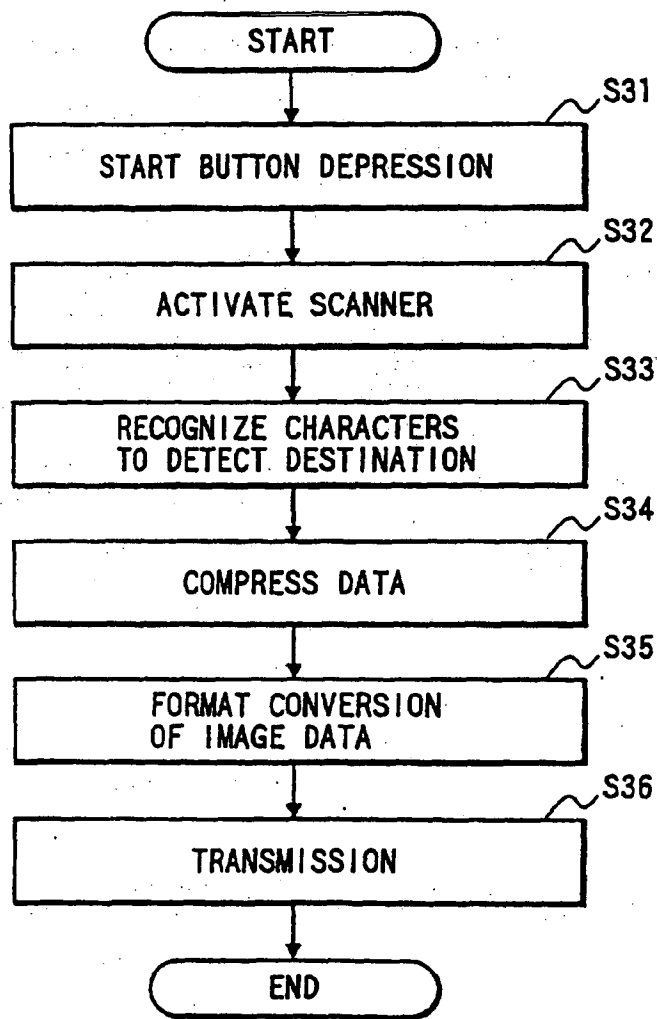 START
S31
START BUTTON DEPRESSION
S32
ACTIVATE SCANNER
S33
RECOGNIZE CHARACTERS
TO DETECT DESTINATION
S34
COMPRESS DATA
S35
FORMAT CONVERSION
OF IMAGE DATA
S36
TRANSMISSION
END